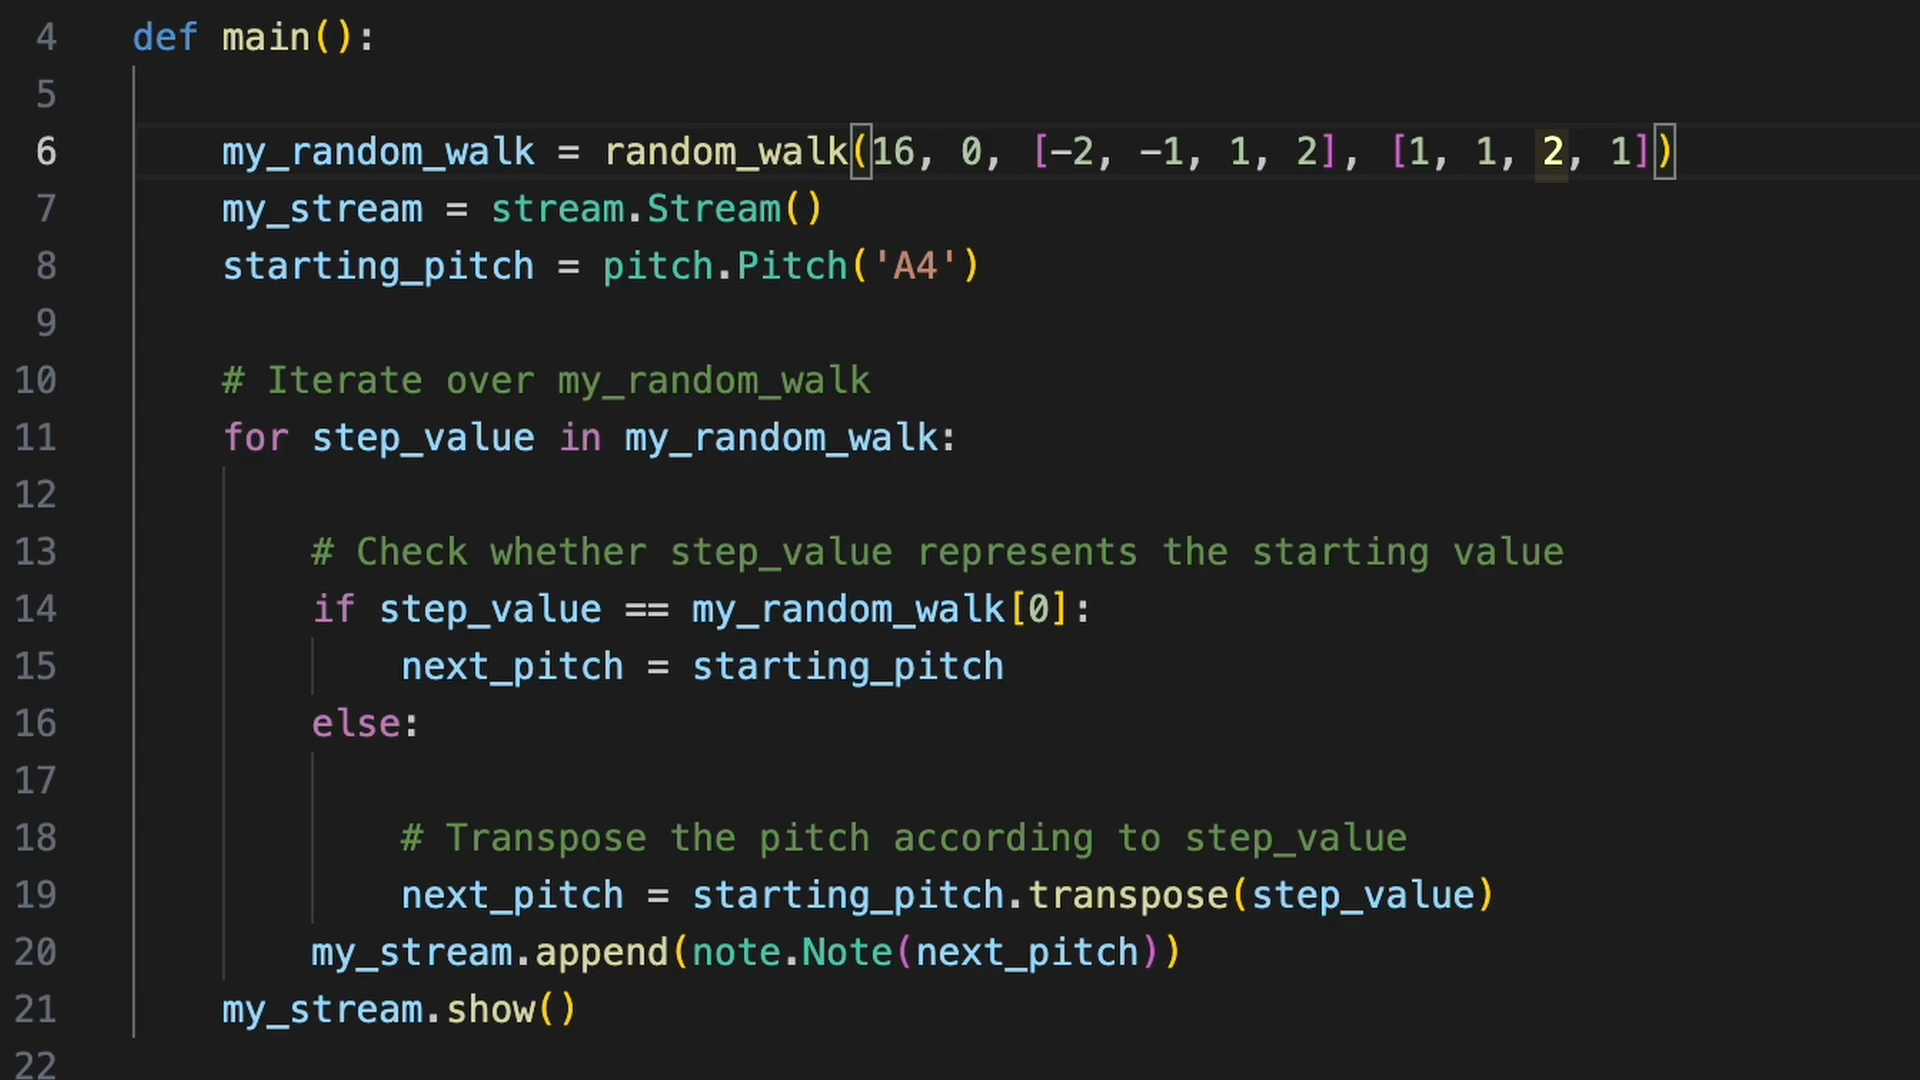 4 def main():
5
6 my_random_walk = random_walk(16, 0, [-2, -1, 1, 2], [1, 1, 2, 1])
7 my_stream = stream.Stream()
8 starting_pitch = pitch.Pitch('A4')
9
10 # Iterate over my_random_walk
11 for step_value in my_random_walk:
12
13 # Check whether step_value represents the starting value
14 if step_value == my_random_walk[0]:
15 next_pitch = starting_pitch
16 else:
17
18 # Transpose the pitch according to step_value
19 next_pitch = starting_pitch.transpose(step_value)
20 my_stream.append(note.Note(next_pitch))
21 my_stream.show()
22